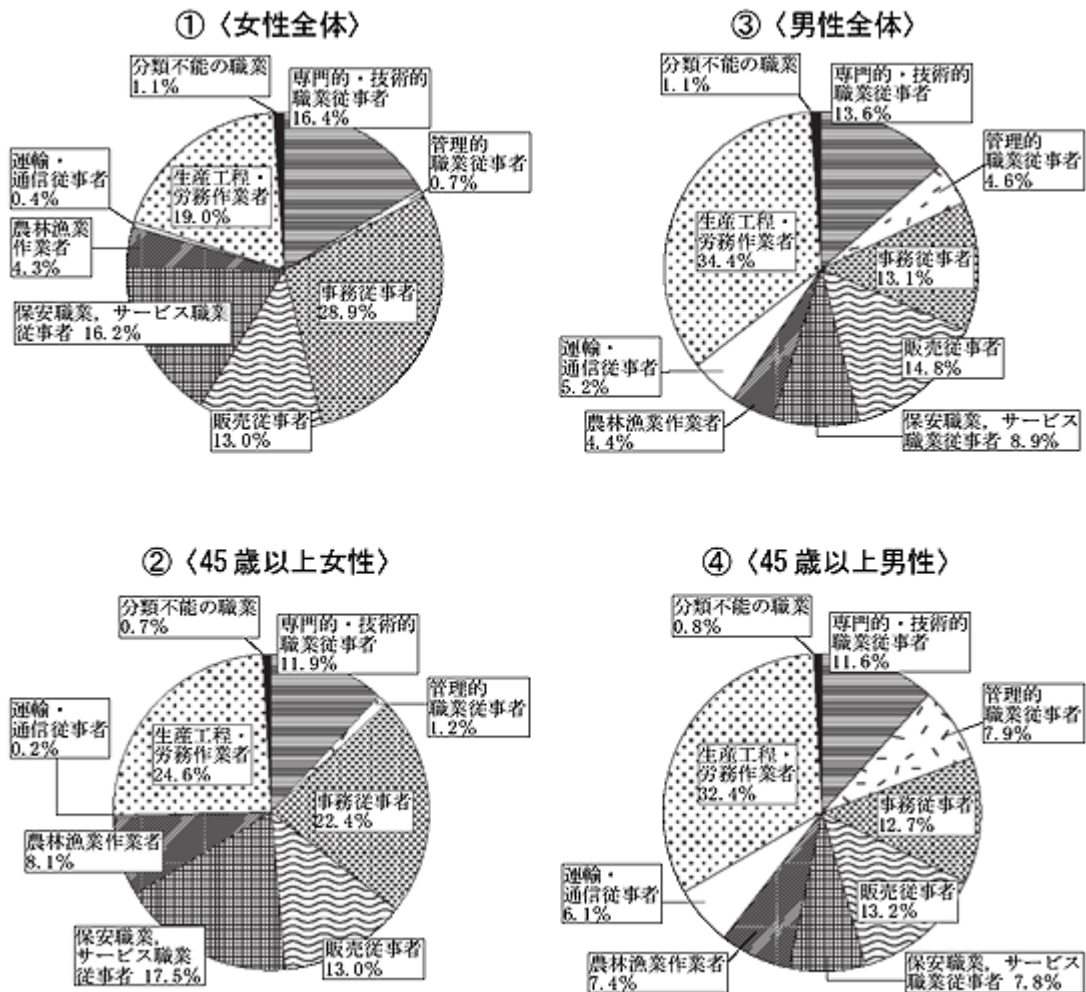 ① 〈女性全体〉
分類不能の職業
1.1%
専門的・技術的
職業従事者
16.4%
管理的
職業従事者
0.7%
運輸・
通信従事者
0.4%
生産工程・
労務作業者
19.0%
農林漁業
作業者
4.3%
事務従事者
28.9%
保安職業，サービス職業
従事者 16.2%
販売従事者
13.0%
③ 〈男性全体〉
分類不能の職業
1.1%
専門的・技術的
職業従事者
13.6%
管理的
職業従事者
4.6%
生産工程・
労務作業者
34.4%
事務従事者
13.1%
運輸・
通信従事者
5.2%
販売従事者
14.8%
農林漁業作業者
4.4%
保安職業，サービス
職業従事者 8.9%
② 〈45歳以上女性〉
分類不能の職業
0.7%
専門的・技術的
職業従事者
11.9%
管理的
職業従事者
1.2%
運輸・
通信従事者
0.2%
生産工程・
労務作業者
24.6%
事務従事者
22.4%
農林漁業作業者
8.1%
保安職業，
サービス職業
従事者 17.5%
販売従事者
13.0%
④ 〈45歳以上男性〉
分類不能の職業
0.8%
専門的・技術的
職業従事者
11.6%
管理的
職業従事者
7.9%
生産工程・
労務作業者
32.4%
事務従事者
12.7%
運輸・
通信従事者
6.1%
販売従事者
13.2%
農林漁業作業者
7.4%
保安職業，サービス
職業従事者 7.8%